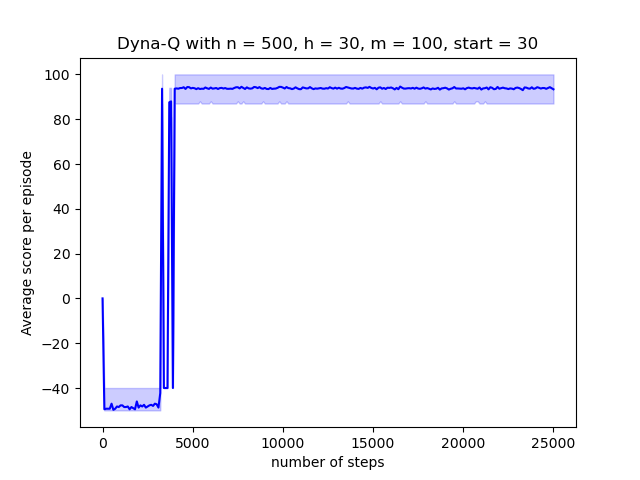 Dyna-Q with n = 500, h = 30, m = 100, start = 30
100
80
60
40
20
0
−20
−40
Average score per episode
0 5000 10000 15000 20000 25000
number of steps